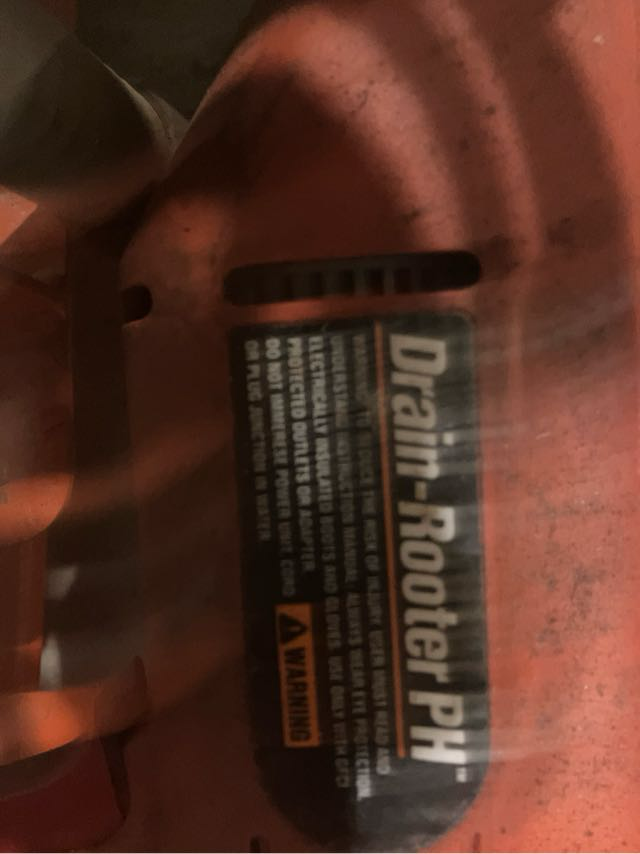 Drain-Rooter PH™
WARNING: TO REDUCE THE RISK OF INJURY, USER MUST READ AND
UNDERSTAND INSTRUCTION MANUAL. ALWAYS WEAR EYE PROTECTION,
ELECTRICALLY INSULATED BOOTS AND GLOVES. USE ONLY WITH GFCI
PROTECTED OUTLETS OR ADAPTER.
DO NOT IMMERSE POWER UNIT, CORD
OR PLUG JUNCTION IN WATER.
WARNING